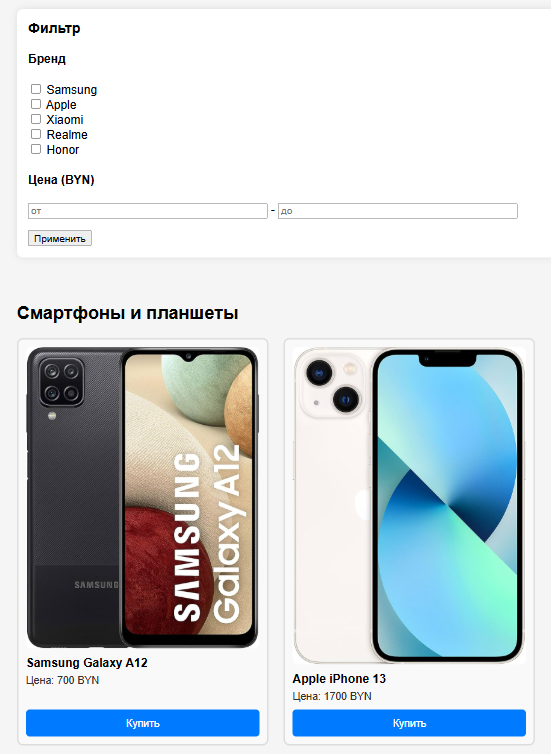 Фильтр
Бренд
Samsung
Apple
Xiaomi
Realme
Honor
Цена (BYN)
от - до
Применить
Смартфоны и планшеты
SAMSUNG
SAMSUNG
Galaxy A12
Samsung Galaxy A12
Цена: 700 BYN
Купить
Apple iPhone 13
Цена: 1700 BYN
Купить